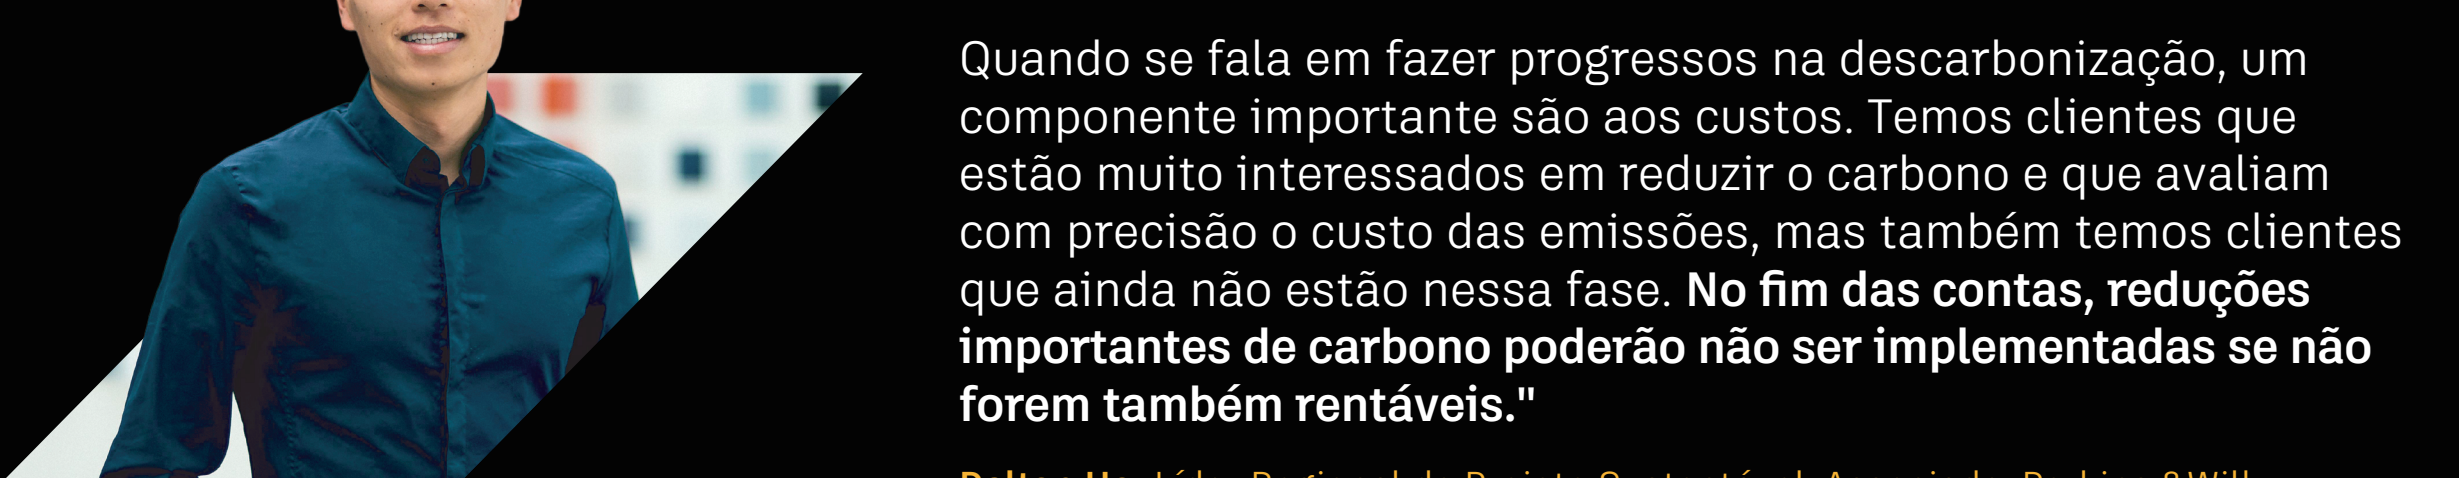 Quando se fala em fazer progressos na descarbonização, um
componente importante são aos custos. Temos clientes que
estão muito interessados em reduzir o carbono e que avaliam
com precisão o custo das emissões, mas também temos clientes
que ainda não estão nessa fase. No fim das contas, reduções
importantes de carbono poderão não ser implementadas se não
forem também rentáveis."